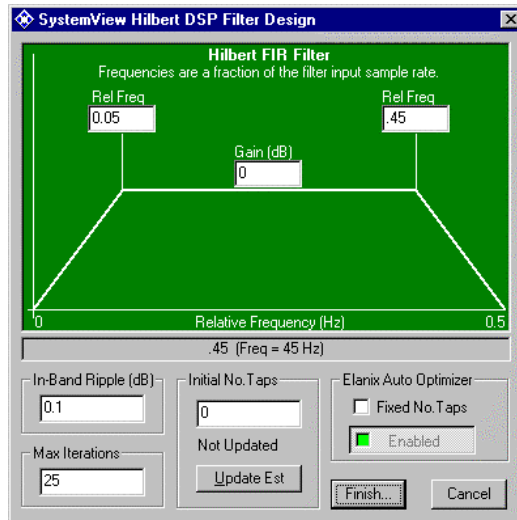 SystemView Hilbert DSP Filter Design
Hilbert FIR Filter
Frequencies are a fraction of the filter input sample rate.
Rel Freq
0.05
Rel Freq
.45
Gain (dB)
0
0
Relative Frequency (Hz)
0.5
.45 (Freq = 45 Hz)
In-Band Ripple (dB)
0.1
Max Iterations
25
Initial No. Taps
0
Not Updated
Update Est
Elanix Auto Optimizer
Fixed No. Taps
Enabled
Finish...
Cancel